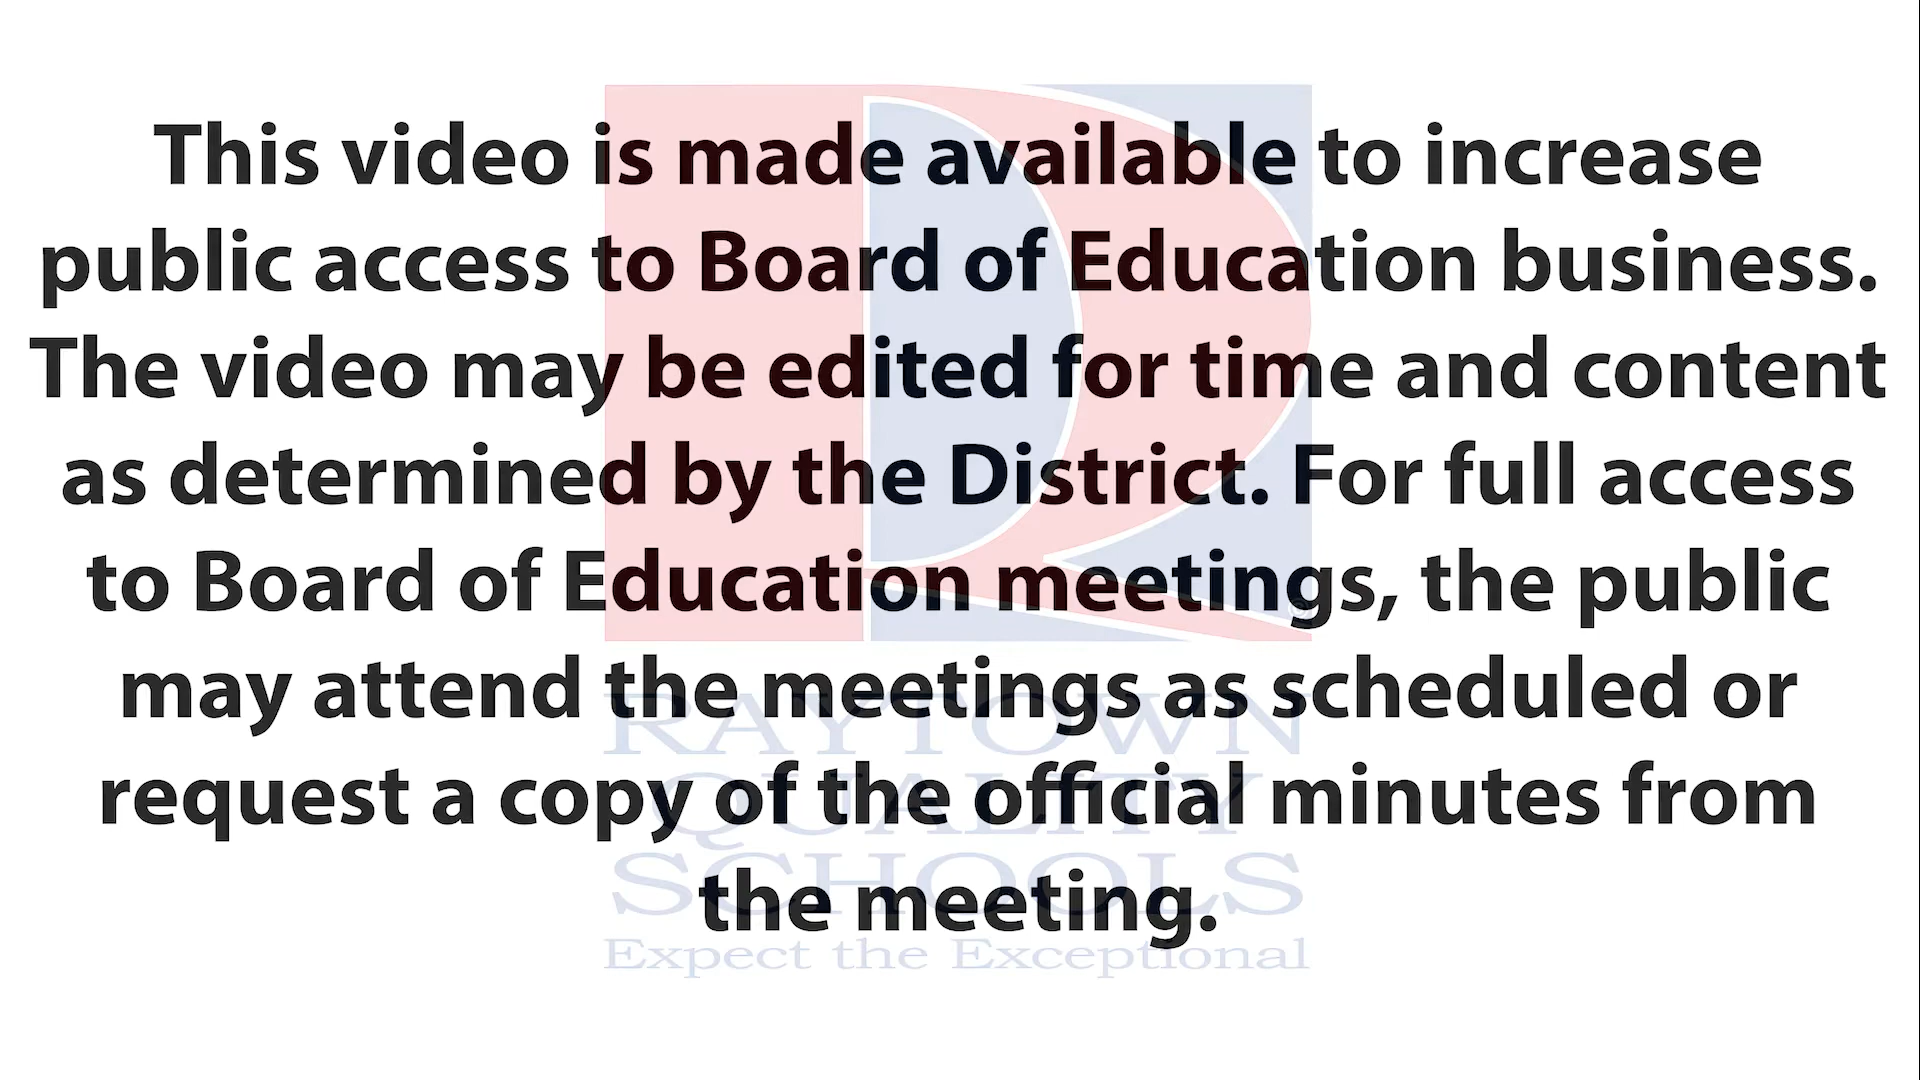 This video is made available to increase
public access to Board of Education business.
The video may be edited for time and content
as determined by the District. For full access
to Board of Education meetings, the public
may attend the meetings as scheduled or
request a copy of the official minutes from
the meeting.
RAYTOWN
QUALITY
SCHOOLS
Expect the Exceptional